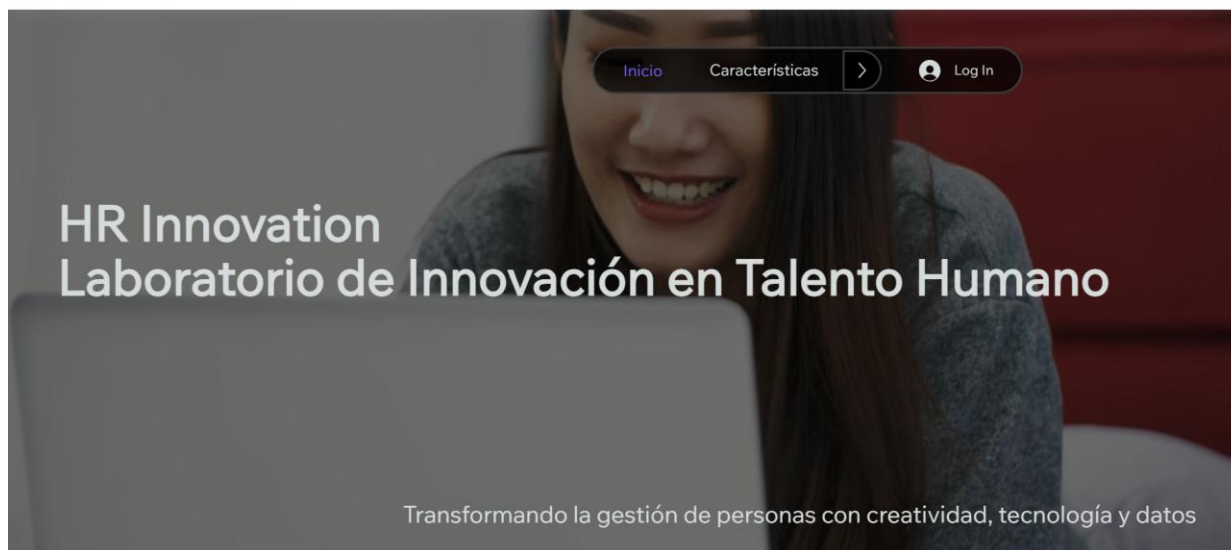 Inicio Características Log In
HR Innovation
Laboratorio de Innovación en Talento Humano
Transformando la gestión de personas con creatividad, tecnología y datos